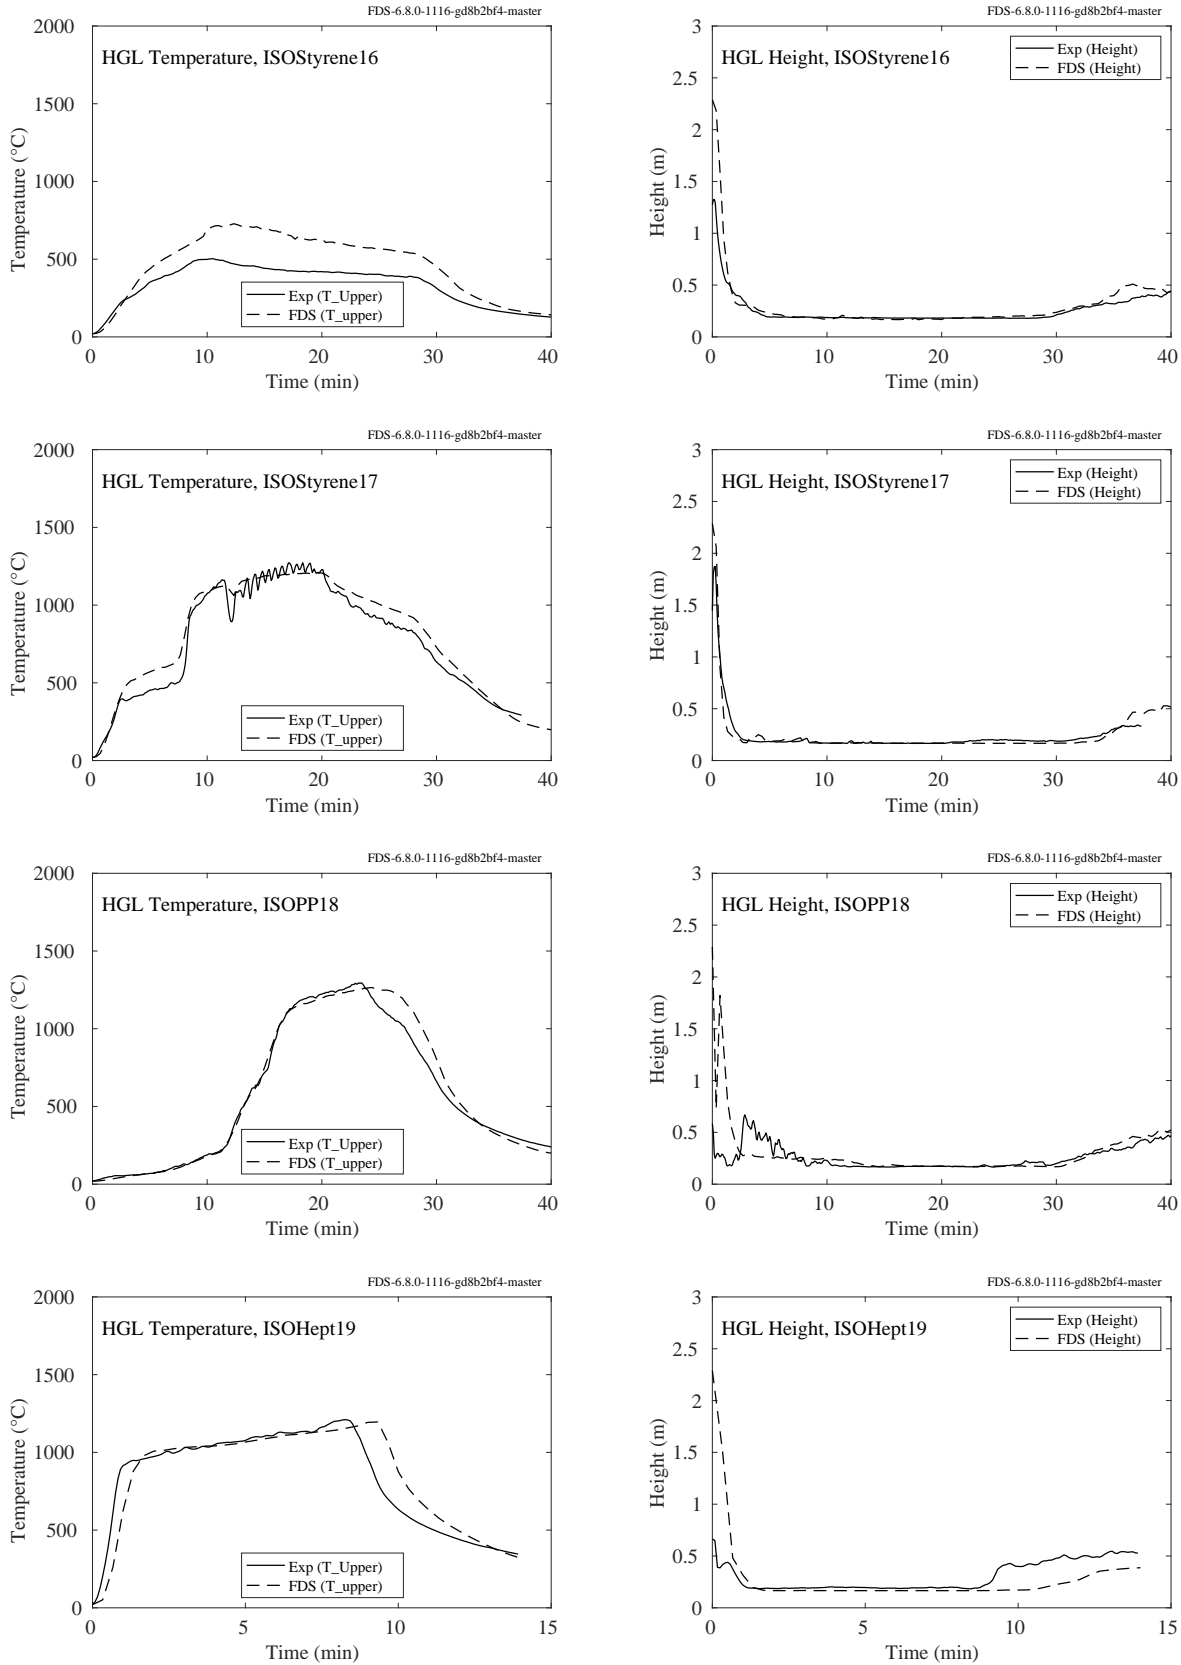 FDS-6.8.0-1116-gd8b2bf4-master
HGL Temperature, ISOStyrene16
Temperature (°C)
2000
1500
1000
500
0
Exp (T_Upper)
FDS (T_upper)
0 10 20 30 40
Time (min)
FDS-6.8.0-1116-gd8b2bf4-master
HGL Height, ISOStyrene16
Exp (Height)
FDS (Height)
Height (m)
3
2.5
2
1.5
1
0.5
0
0 10 20 30 40
Time (min)
FDS-6.8.0-1116-gd8b2bf4-master
HGL Temperature, ISOStyrene17
Temperature (°C)
2000
1500
1000
500
0
Exp (T_Upper)
FDS (T_upper)
0 10 20 30 40
Time (min)
FDS-6.8.0-1116-gd8b2bf4-master
HGL Height, ISOStyrene17
Exp (Height)
FDS (Height)
Height (m)
3
2.5
2
1.5
1
0.5
0
0 10 20 30 40
Time (min)
FDS-6.8.0-1116-gd8b2bf4-master
HGL Temperature, ISOPP18
Temperature (°C)
2000
1500
1000
500
0
Exp (T_Upper)
FDS (T_upper)
0 10 20 30 40
Time (min)
FDS-6.8.0-1116-gd8b2bf4-master
HGL Height, ISOPP18
Exp (Height)
FDS (Height)
Height (m)
3
2.5
2
1.5
1
0.5
0
0 10 20 30 40
Time (min)
FDS-6.8.0-1116-gd8b2bf4-master
HGL Temperature, ISOHept19
Temperature (°C)
2000
1500
1000
500
0
Exp (T_Upper)
FDS (T_upper)
0 5 10 15
Time (min)
FDS-6.8.0-1116-gd8b2bf4-master
HGL Height, ISOHept19
Exp (Height)
FDS (Height)
Height (m)
3
2.5
2
1.5
1
0.5
0
0 5 10 15
Time (min)